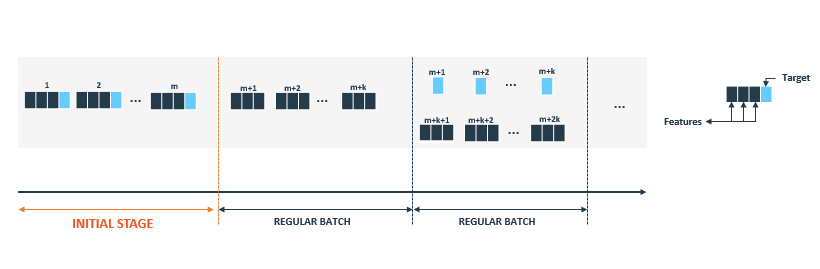 1 2 ... m
m+1 m+2 ... m+k
m+1 m+2 ... m+k
m+k+1 m+k+2 ... m+2k
...
Target
Features
INITIAL STAGE
REGULAR BATCH
REGULAR BATCH